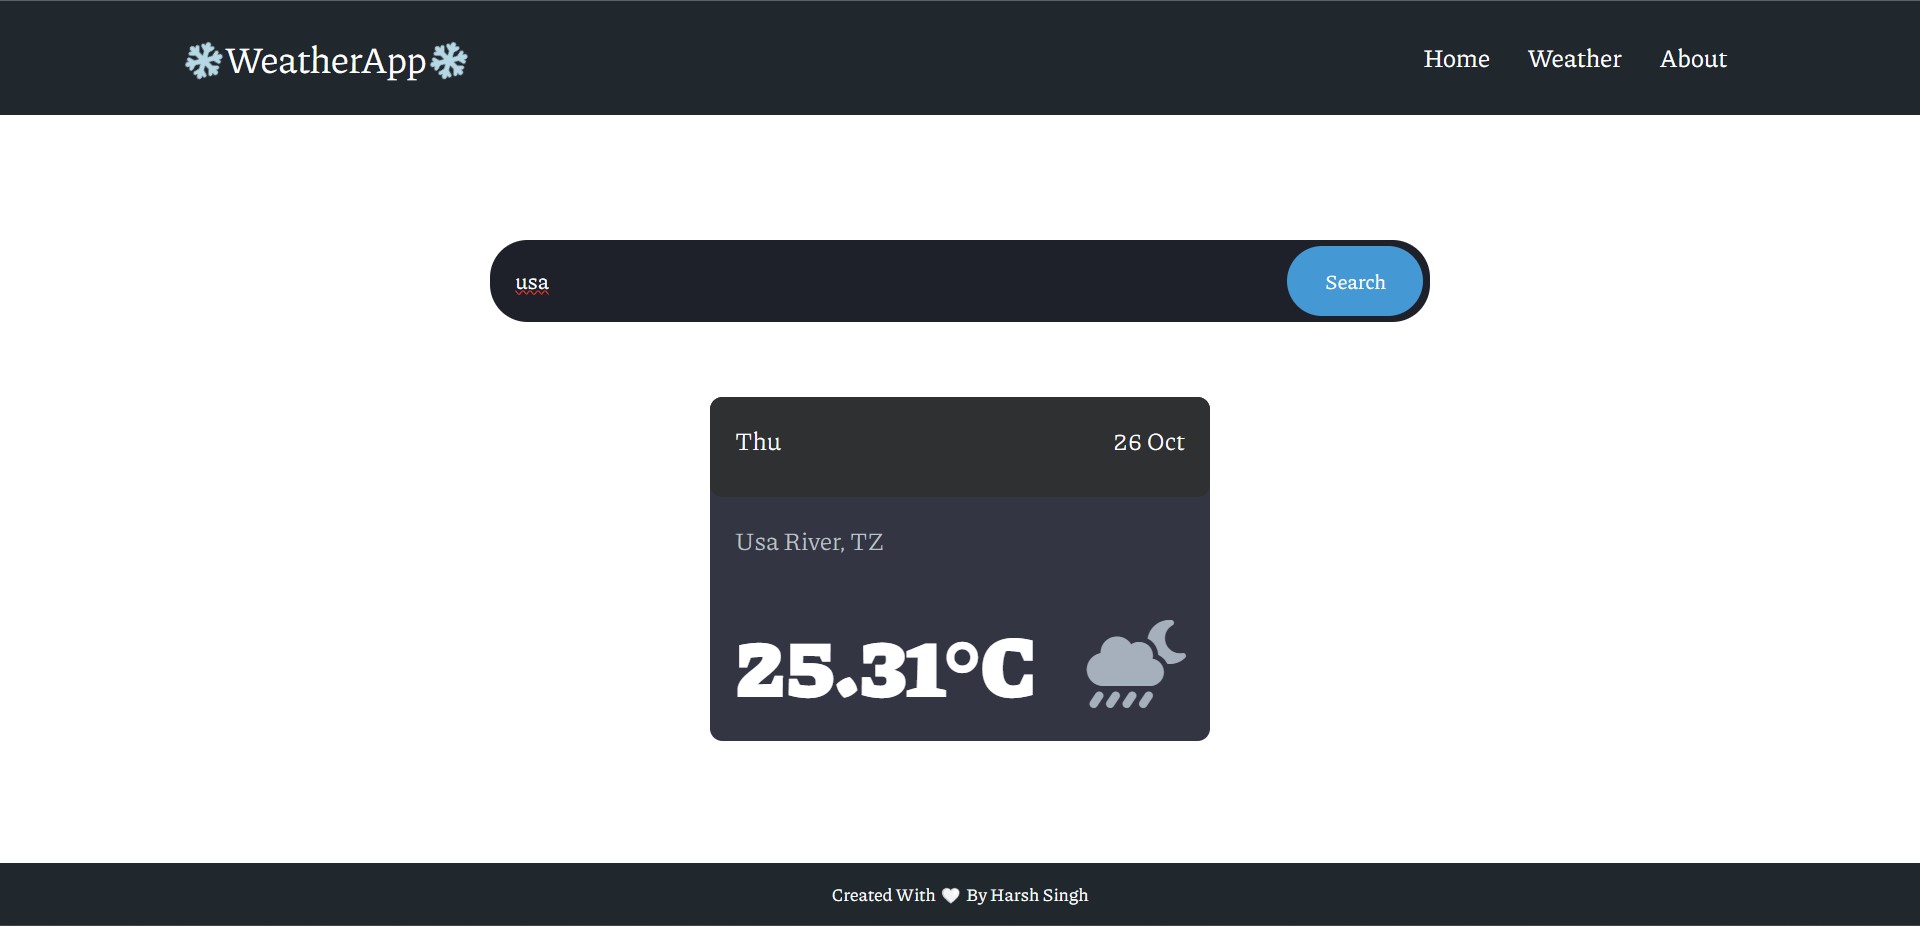 ❄️WeatherApp❄️
Home Weather About
usa
Search
Thu
26 Oct
Usa River, TZ
25.31°C
Created With 🤍 By Harsh Singh